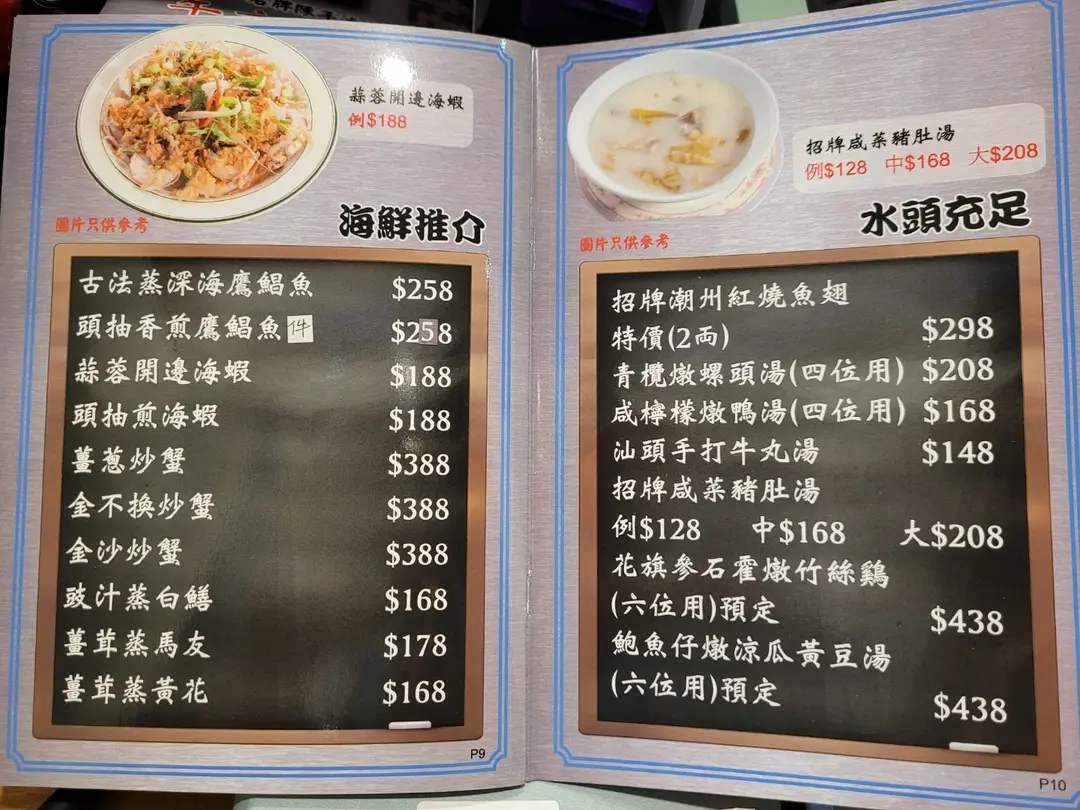 蒜蓉開邊海蝦
例$188
圖片只供參考
海鮮推介
古法蒸深海鷹鯧魚 $258
頭抽香煎鷹鯧魚件 $258
蒜蓉開邊海蝦 $188
頭抽煎海蝦 $188
薑蔥炒蟹 $388
金不換炒蟹 $388
金沙炒蟹 $388
豉汁蒸白鱔 $168
薑茸蒸馬友 $178
薑茸蒸黃花 $168
P9
招牌咸菜豬肚湯
例$128 中$168 大$208
圖片只供參考
水頭充足
招牌潮州紅燒魚翅
特價(2両) $298
青欖燉螺頭湯(四位用) $208
咸檸檬燉鴨湯(四位用) $168
汕頭手打牛丸湯 $148
招牌咸菜豬肚湯
例$128 中$168 大$208
花旗參石霍燉竹絲鷄
(六位用)預定 $438
鮑魚仔燉涼瓜黃豆湯
(六位用)預定 $438
P10